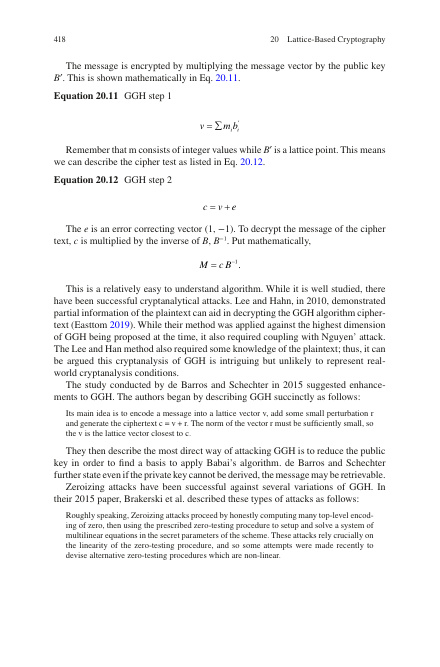 418 20 Lattice-Based Cryptography
The message is encrypted by multiplying the message vector by the public key
B′. This is shown mathematically in Eq. 20.11.
Equation 20.11 GGH step 1
v = ∑ mᵢb′ᵢ
Remember that m consists of integer values while B′ is a lattice point. This means
we can describe the cipher test as listed in Eq. 20.12.
Equation 20.12 GGH step 2
c = v + e
The e is an error correcting vector (1, −1). To decrypt the message of the cipher
text, c is multiplied by the inverse of B, B⁻¹. Put mathematically,
M = c B⁻¹.
This is a relatively easy to understand algorithm. While it is well studied, there
have been successful cryptanalytical attacks. Lee and Hahn, in 2010, demonstrated
partial information of the plaintext can aid in decrypting the GGH algorithm cipher-
text (Easttom 2019). While their method was applied against the highest dimension
of GGH being proposed at the time, it also required coupling with Nguyen’ attack.
The Lee and Han method also required some knowledge of the plaintext; thus, it can
be argued this cryptanalysis of GGH is intriguing but unlikely to represent real-
world cryptanalysis conditions.
The study conducted by de Barros and Schechter in 2015 suggested enhance-
ments to GGH. The authors began by describing GGH succinctly as follows:
Its main idea is to encode a message into a lattice vector v, add some small perturbation r
and generate the ciphertext c = v + r. The norm of the vector r must be sufficiently small, so
the v is the lattice vector closest to c.
They then describe the most direct way of attacking GGH is to reduce the public
key in order to find a basis to apply Babai’s algorithm. de Barros and Schechter
further state even if the private key cannot be derived, the message may be retrievable.
Zeroizing attacks have been successful against several variations of GGH. In
their 2015 paper, Brakerski et al. described these types of attacks as follows:
Roughly speaking, Zeroizing attacks proceed by honestly computing many top-level encod-
ing of zero, then using the prescribed zero-testing procedure to setup and solve a system of
multilinear equations in the secret parameters of the scheme. These attacks rely crucially on
the linearity of the zero-testing procedure, and so some attempts were made recently to
devise alternative zero-testing procedures which are non-linear.